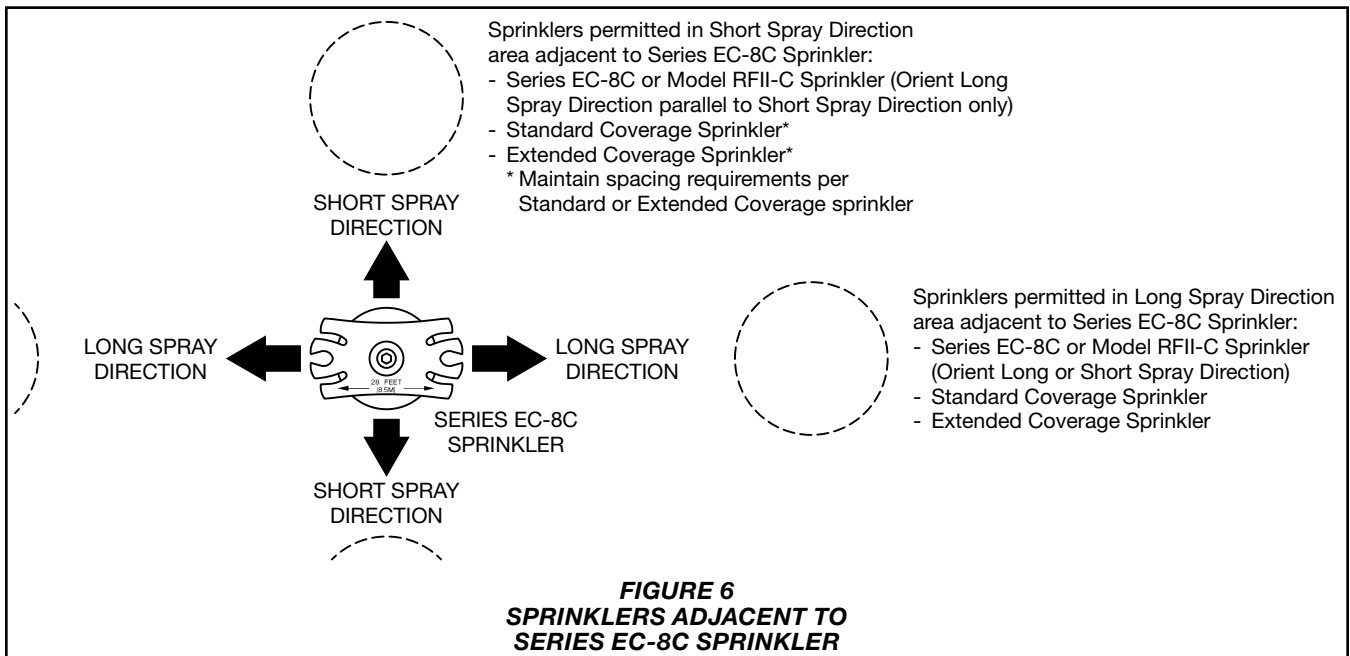 Sprinklers permitted in Short Spray Direction
area adjacent to Series EC-8C Sprinkler:
- Series EC-8C or Model RFII-C Sprinkler (Orient Long
Spray Direction parallel to Short Spray Direction only)
- Standard Coverage Sprinkler*
- Extended Coverage Sprinkler*
* Maintain spacing requirements per
Standard or Extended Coverage sprinkler
SHORT SPRAY
DIRECTION
LONG SPRAY
DIRECTION
28 FEET
(8.5M)
LONG SPRAY
DIRECTION
SERIES EC-8C
SPRINKLER
SHORT SPRAY
DIRECTION
Sprinklers permitted in Long Spray Direction
area adjacent to Series EC-8C Sprinkler:
- Series EC-8C or Model RFII-C Sprinkler
(Orient Long or Short Spray Direction)
- Standard Coverage Sprinkler
- Extended Coverage Sprinkler
FIGURE 6
SPRINKLERS ADJACENT TO
SERIES EC-8C SPRINKLER